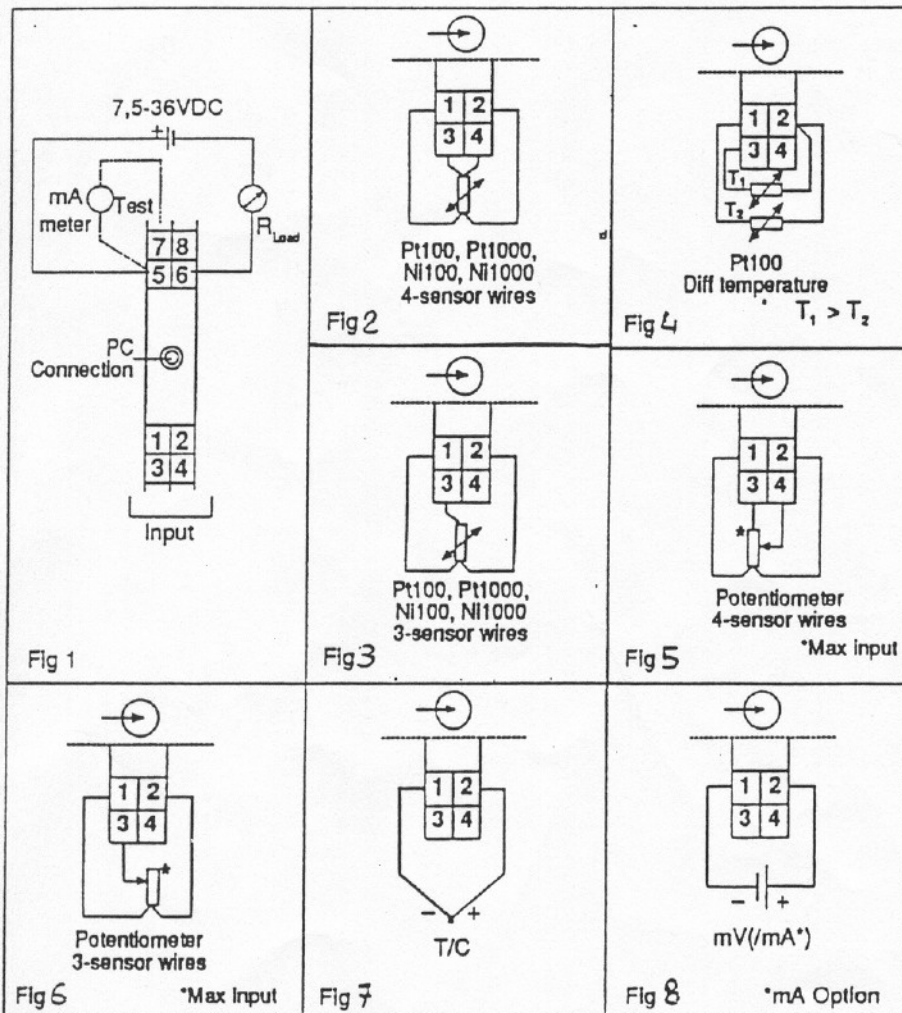 7,5-36VDC
+
mA
meter
Test
R Load
7 8
5 6
PC
Connection
1 2
3 4
Input
Fig 1
1 2
3 4
Pt100, Pt1000,
Ni100, Ni1000
4-sensor wires
Fig 2
1 2
3 4
T1
T2
Pt100
Diff temperature
T1 > T2
Fig 4
1 2
3 4
Pt100, Pt1000,
Ni100, Ni1000
3-sensor wires
Fig 3
1 2
3 4
*
Potentiometer
4-sensor wires
*Max input
Fig 5
1 2
3 4
*
Potentiometer
3-sensor wires
Fig 6
*Max input
1 2
3 4
- +
T/C
Fig 7
1 2
3 4
- +
mV(/mA*)
Fig 8
*mA Option